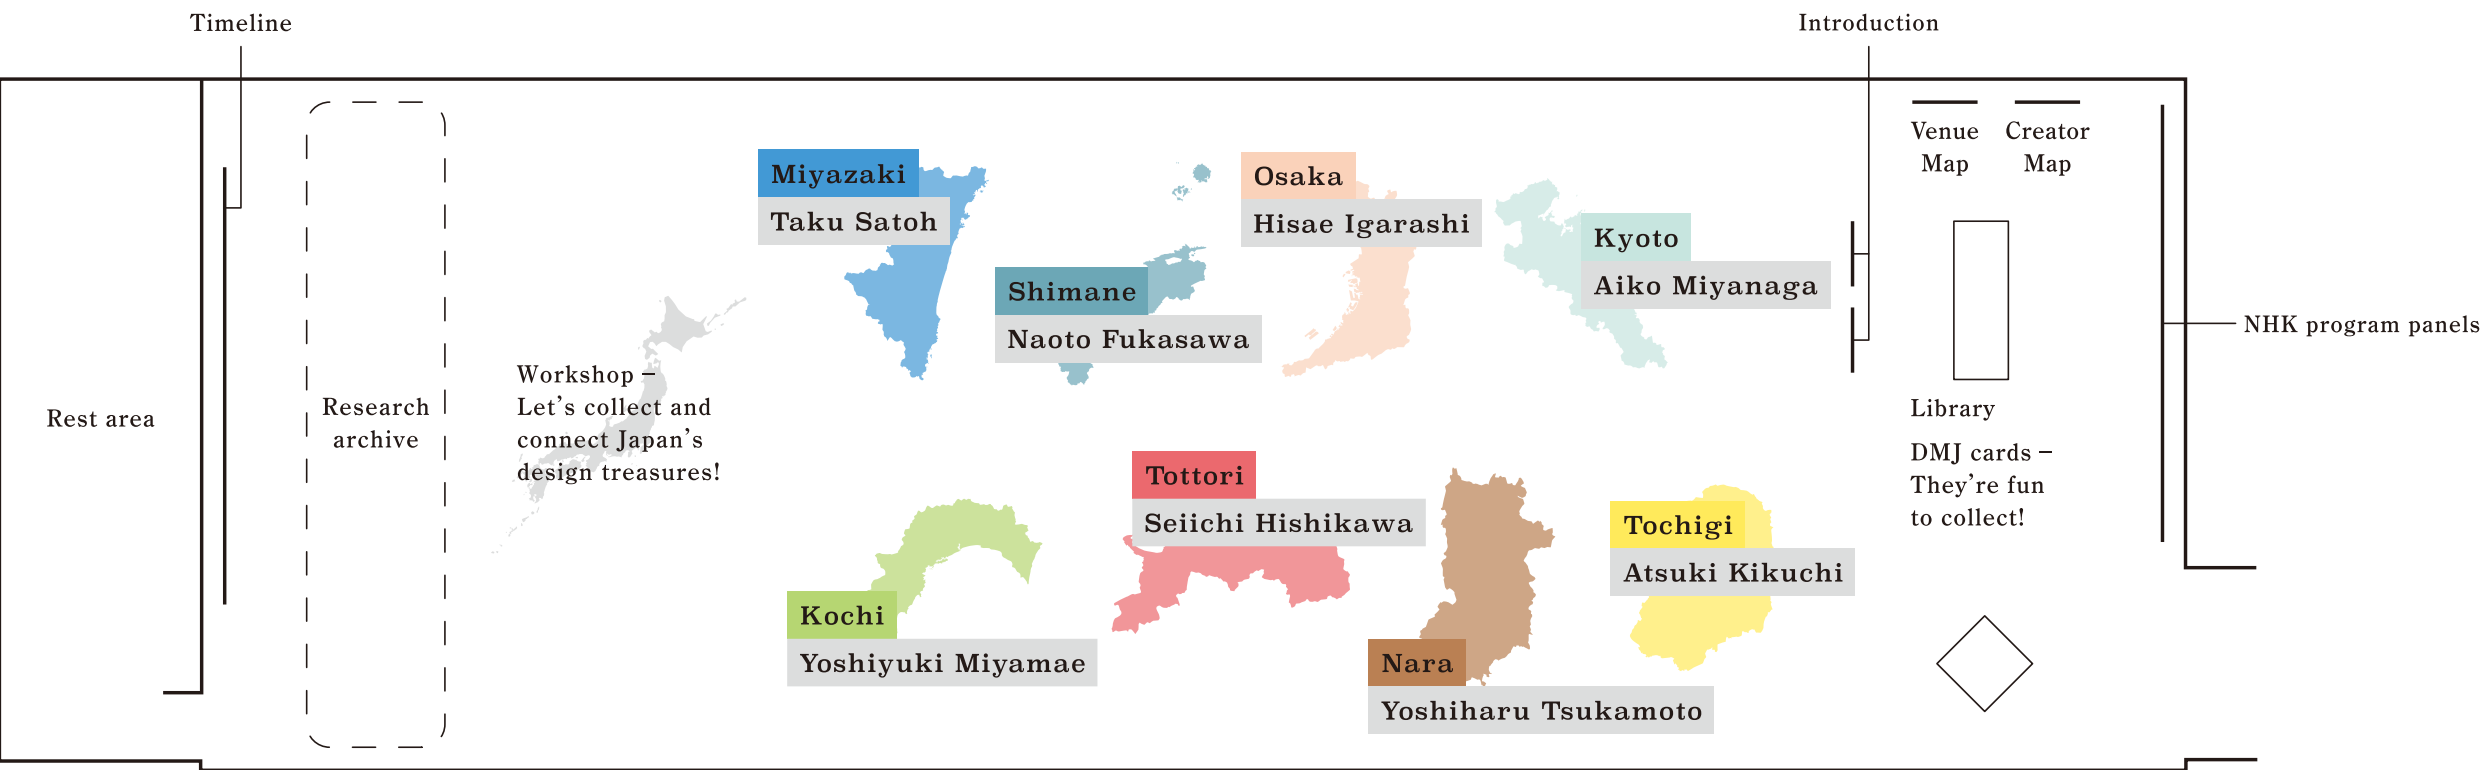 Timeline
Introduction
Venue
Map
Creator
Map
Miyazaki
Taku Satoh
Osaka
Hisae Igarashi
Kyoto
Aiko Miyanaga
Shimane
Naoto Fukasawa
NHK program panels
Rest area
Research
archive
Workshop –
Let's collect and
connect Japan's
design treasures!
Library
DMJ cards –
They're fun
to collect!
Tottori
Seiichi Hishikawa
Tochigi
Atsuki Kikuchi
Kochi
Yoshiyuki Miyamae
Nara
Yoshiharu Tsukamoto